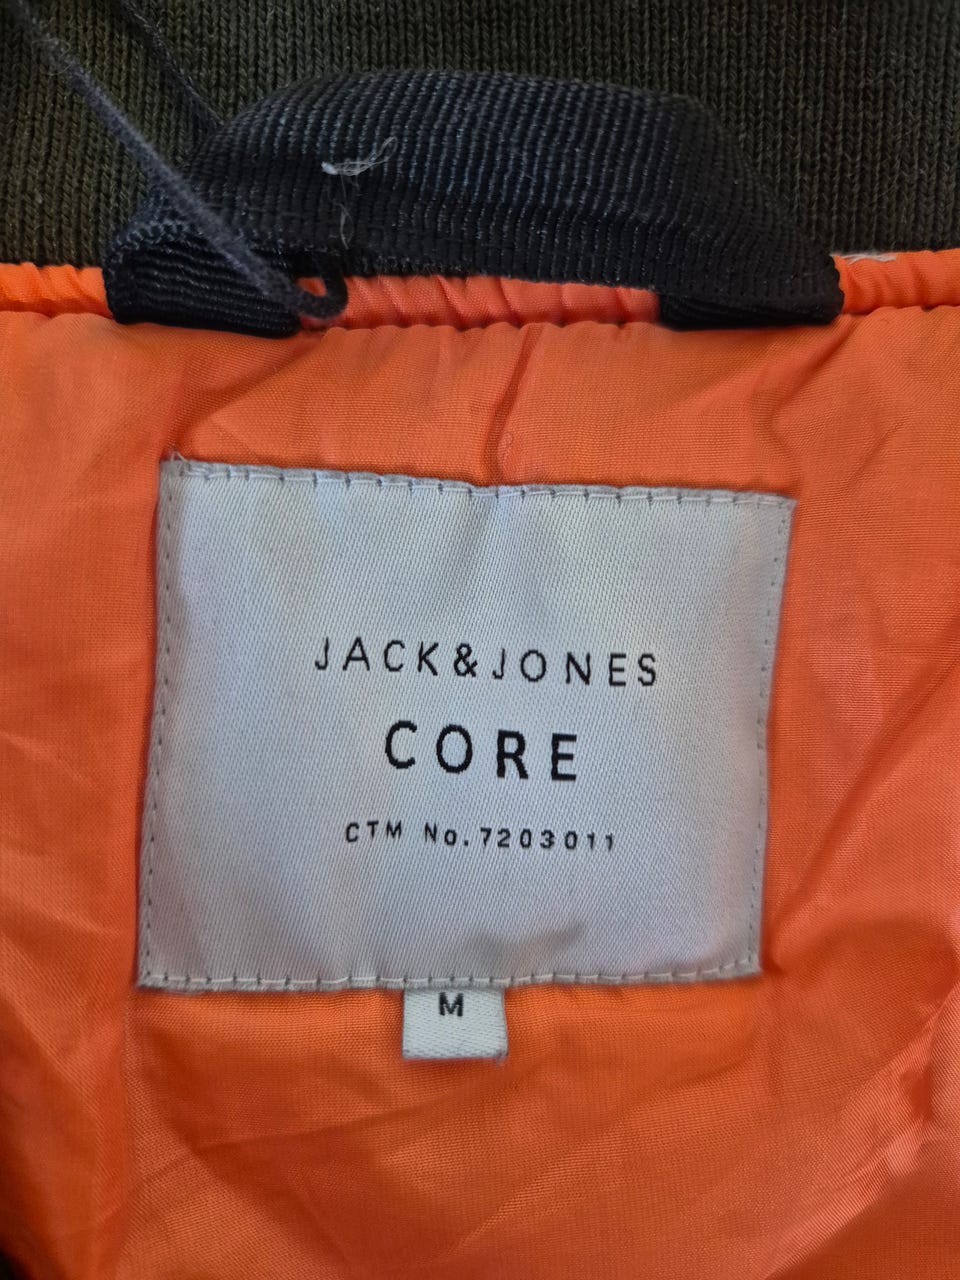 JACK&JONES
CORE
CTM No.7203011
M